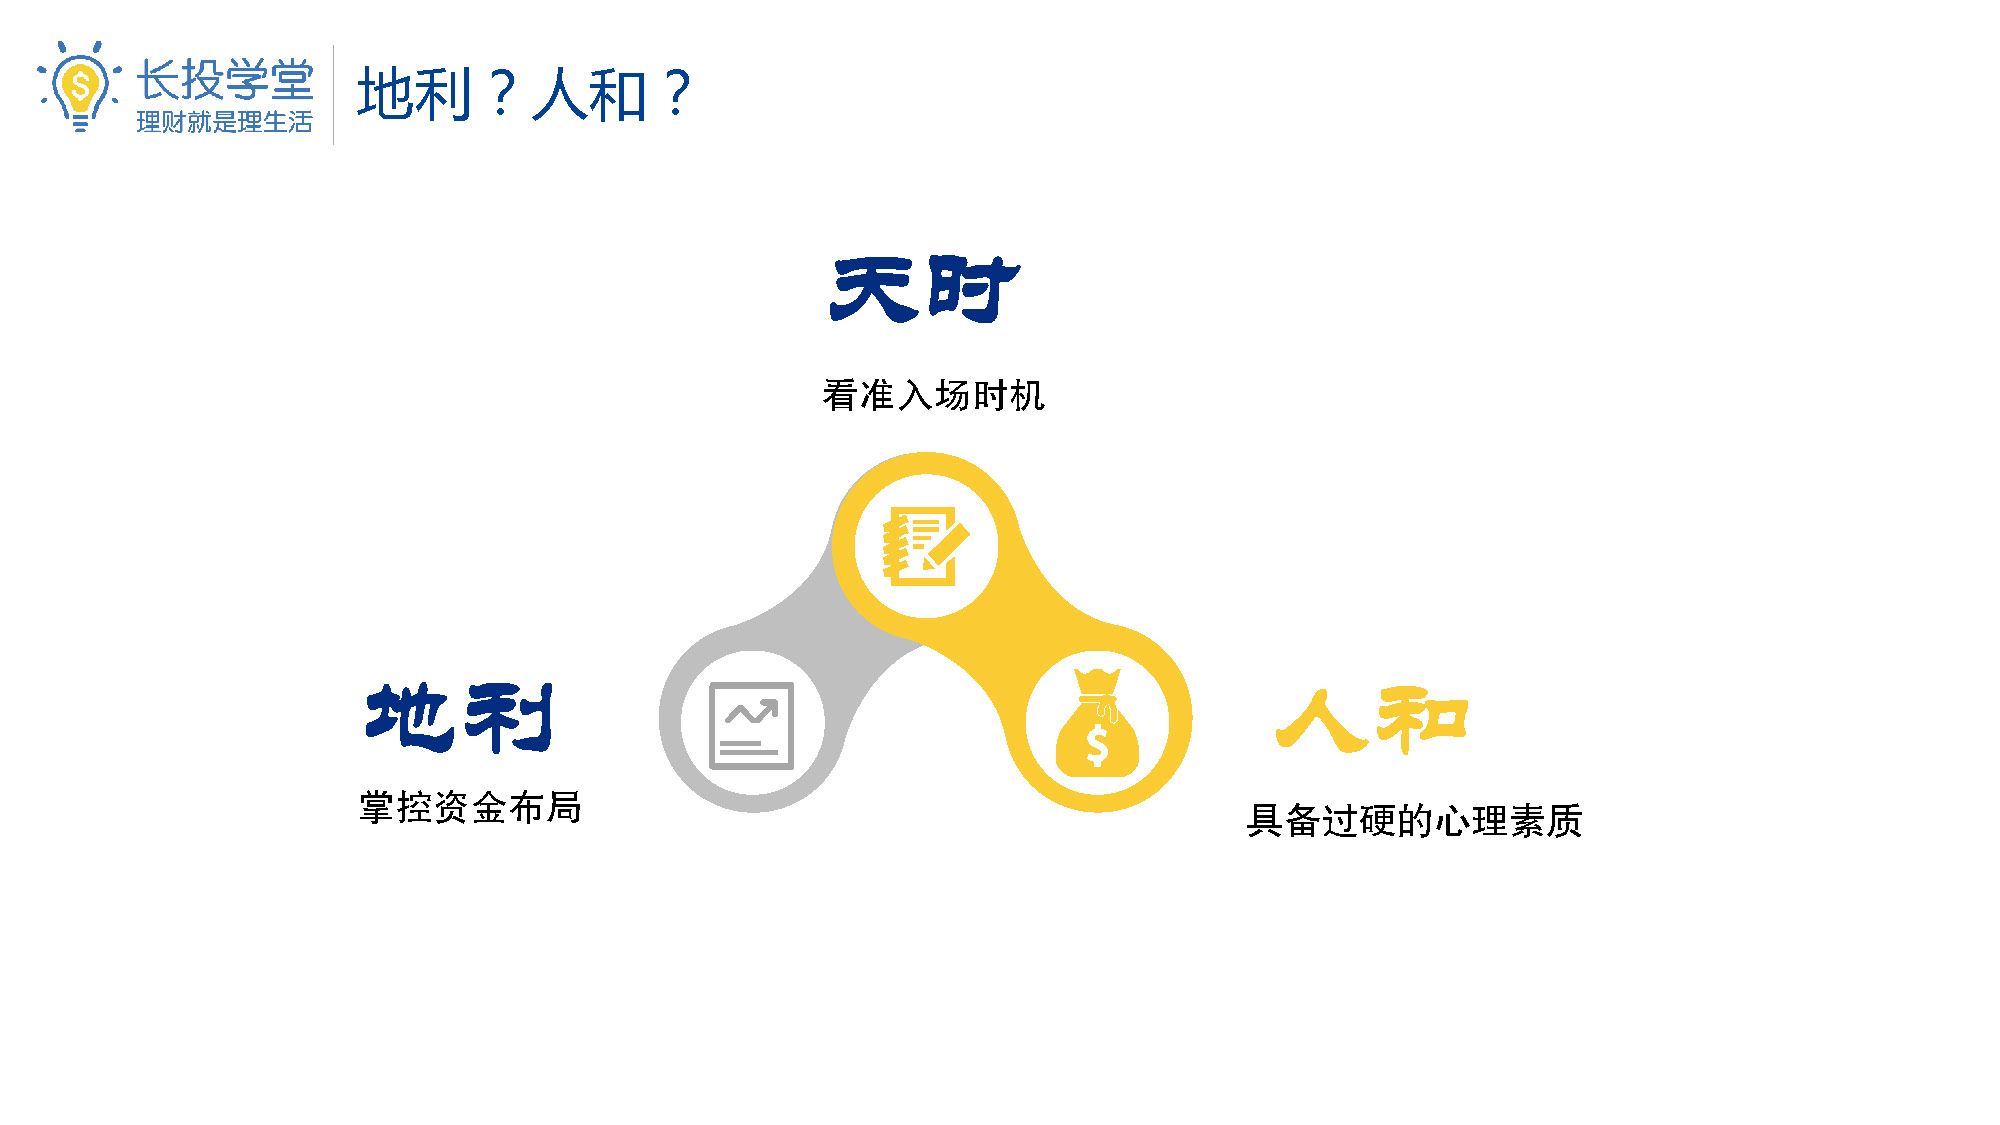 长投学堂
理财就是理生活
地利？人和？
天时
看准入场时机
地利
掌控资金布局
人和
具备过硬的心理素质